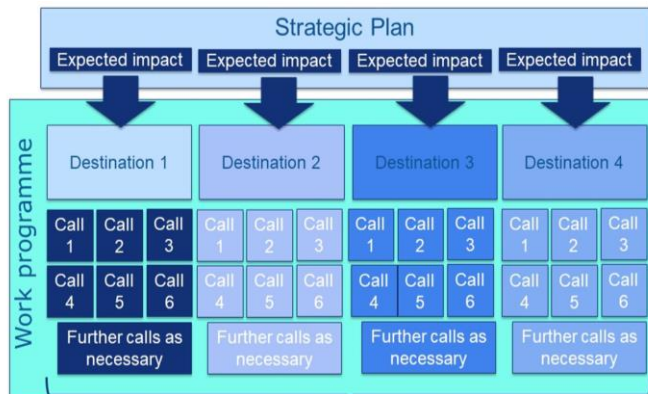 Strategic Plan
Expected impact Expected impact Expected impact Expected impact
Work programme
Destination 1 Destination 2 Destination 3 Destination 4
Call Call Call Call Call Call Call Call Call Call Call Call
1 2 3 1 2 3 1 2 3 1 2 3
Call Call Call Call Call Call Call Call Call Call Call Call
4 5 6 4 5 6 4 5 6 4 5 6
Further calls as Further calls as Further calls as Further calls as
necessary necessary necessary necessary